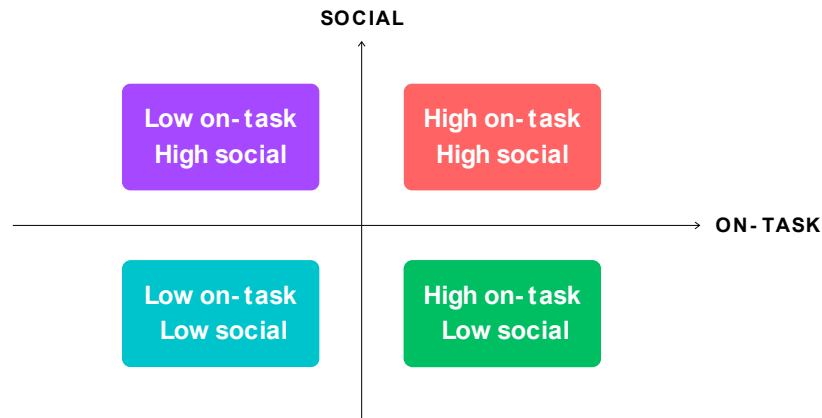 SOCIAL
Low on-task
High social
High on-task
High social
ON-TASK
Low on-task
Low social
High on-task
Low social